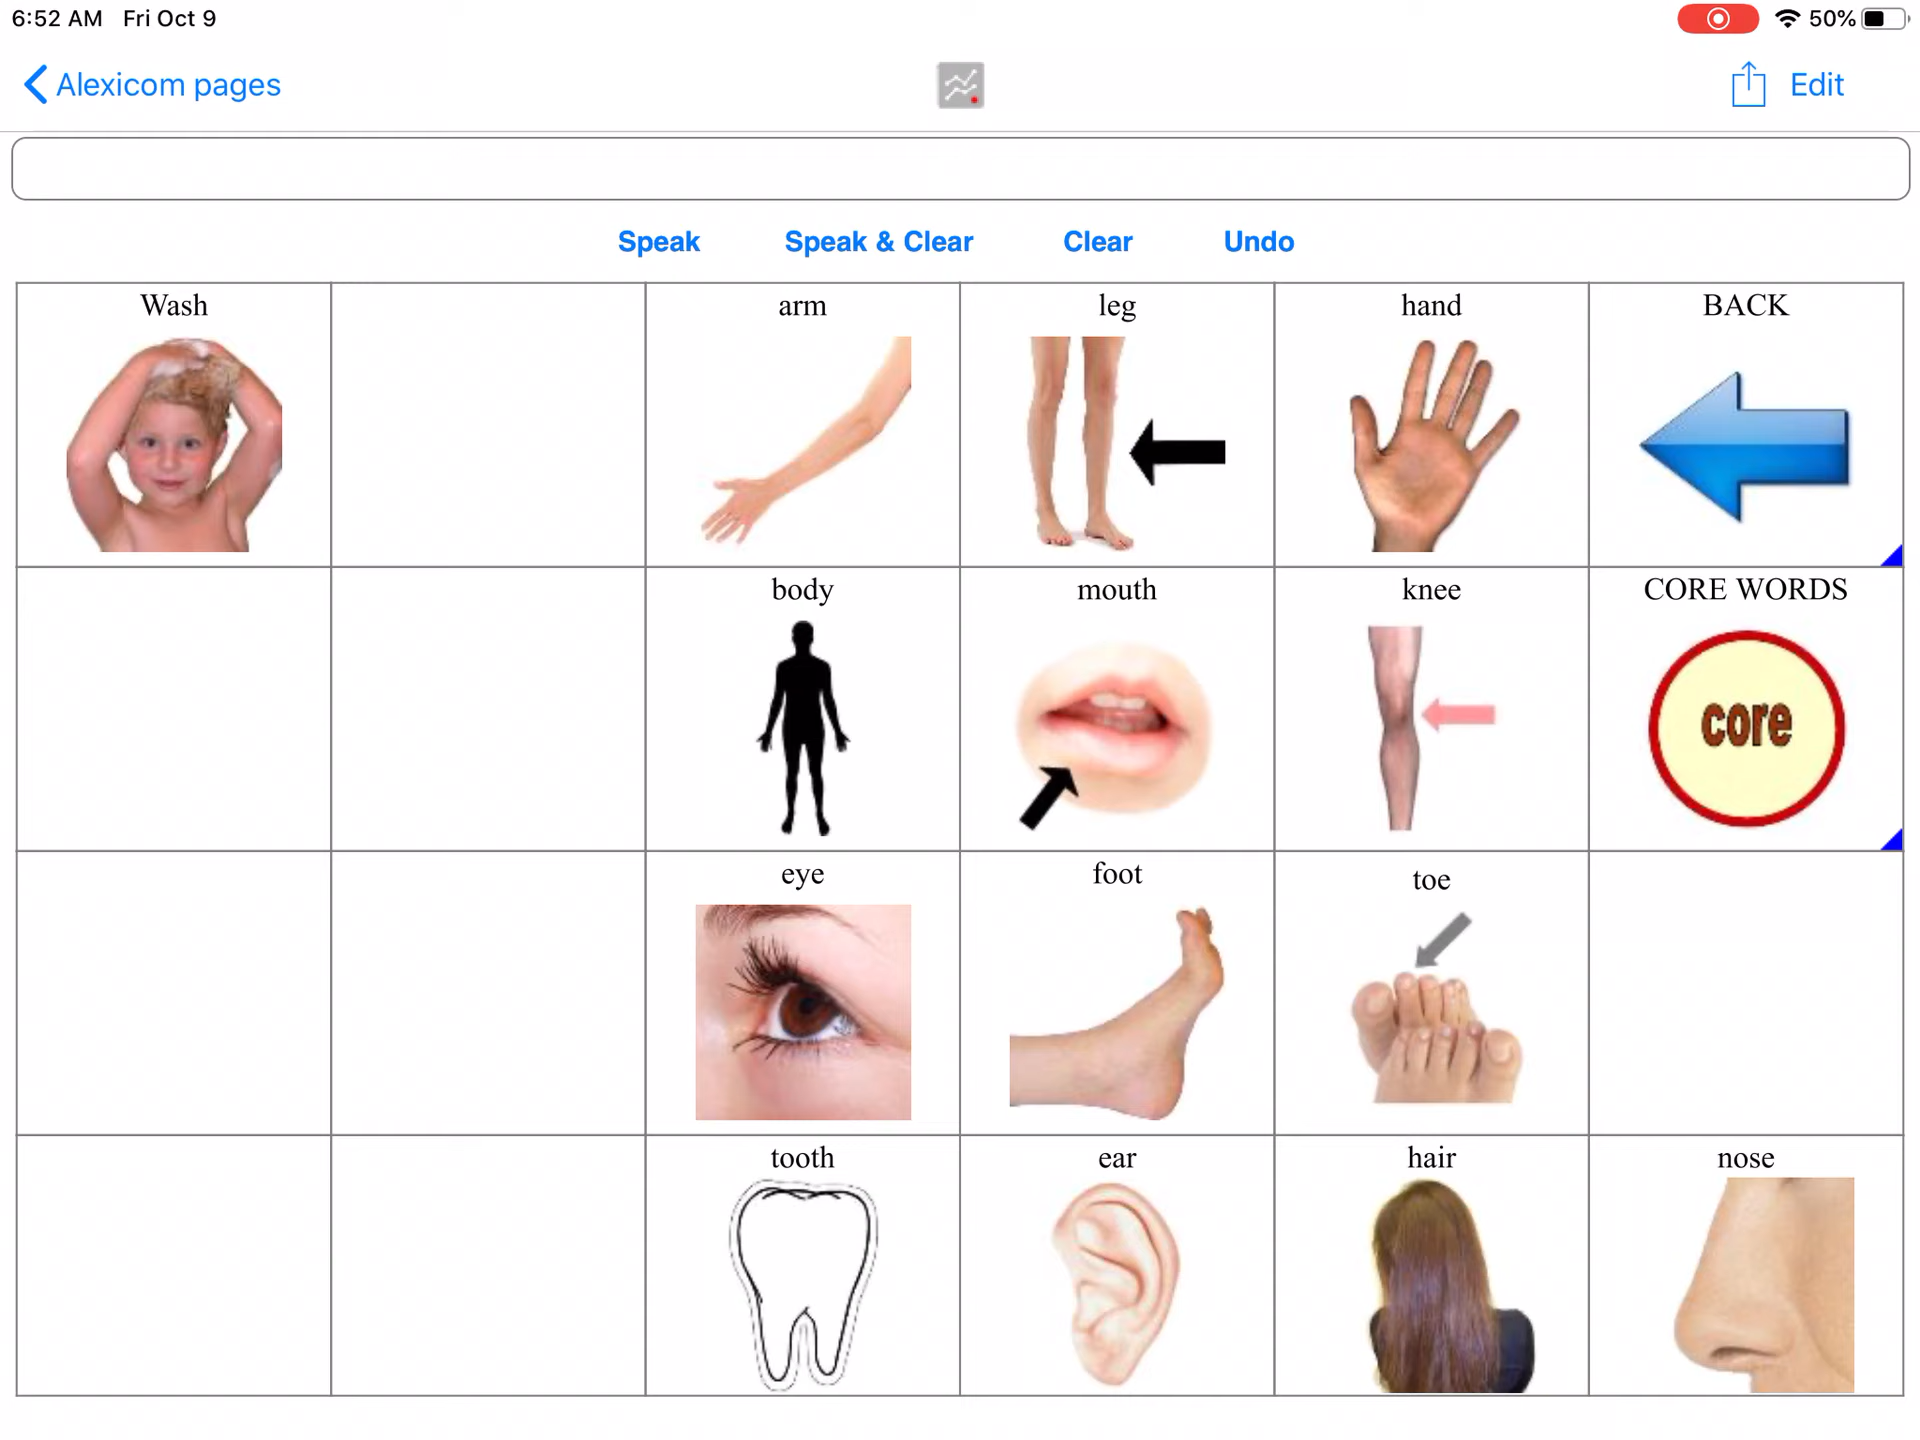 6:52 AM Fri Oct 9
50%
Alexicom pages
Edit
Speak Speak & Clear Clear Undo
Wash arm leg hand BACK
body mouth knee CORE WORDS
core
eye foot toe
tooth ear hair nose